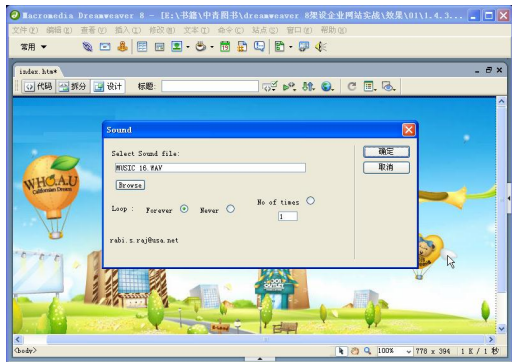 Macromedia Dreamweaver 8 - [E:\书籍\中青图书\dreamweaver 8架设企业网站实战\效果\01\1.4.3...
文件(F) 编辑(E) 查看(V) 插入(I) 修改(M) 文本(T) 命令(C) 站点(S) 窗口(W) 帮助(H)
常用
index.htm*
代码 拆分 设计 标题:
Sound
Select Sound file: 确定
MUSIC 16.WAV 取消
Browse
Loop : Forever Never No of times
1
rabi.s.raj@usa.net
WHO.A.U
Californian Dream
<body> 100% 778 x 394 1 K / 1 秒